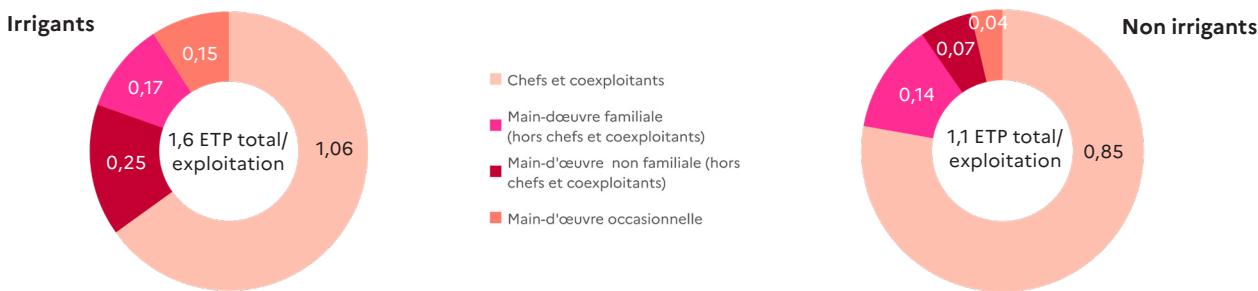 Irrigants
0,15
0,17
0,25
1,06
1,6 ETP total/
exploitation
Chefs et coexploitants
Main-dœuvre familiale
(hors chefs et coexploitants)
Main-d'œuvre non familiale (hors
chefs et coexploitants)
Main-d'œuvre occasionnelle
Non irrigants
0,04
0,07
0,14
0,85
1,1 ETP total/
exploitation